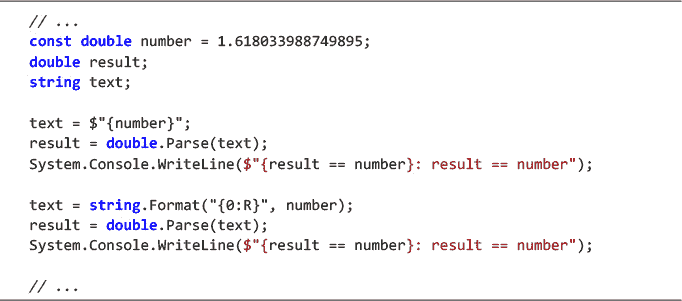 // ...
const double number = 1.618033988749895;
double result;
string text;
text = $"{number}";
result = double.Parse(text);
System.Console.WriteLine($"{result == number}: result == number");
text = string.Format("{0:R}", number);
result = double.Parse(text);
System.Console.WriteLine($"{result == number}: result == number");
// ...